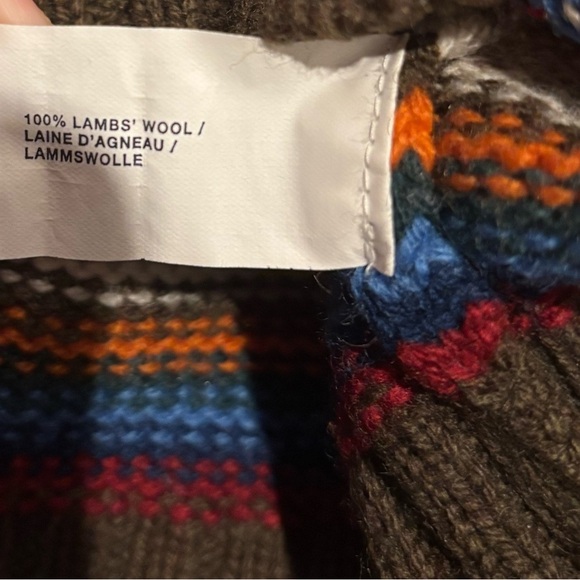 100% LAMBS' WOOL /
LAINE D'AGNEAU /
LAMMSWOLLE